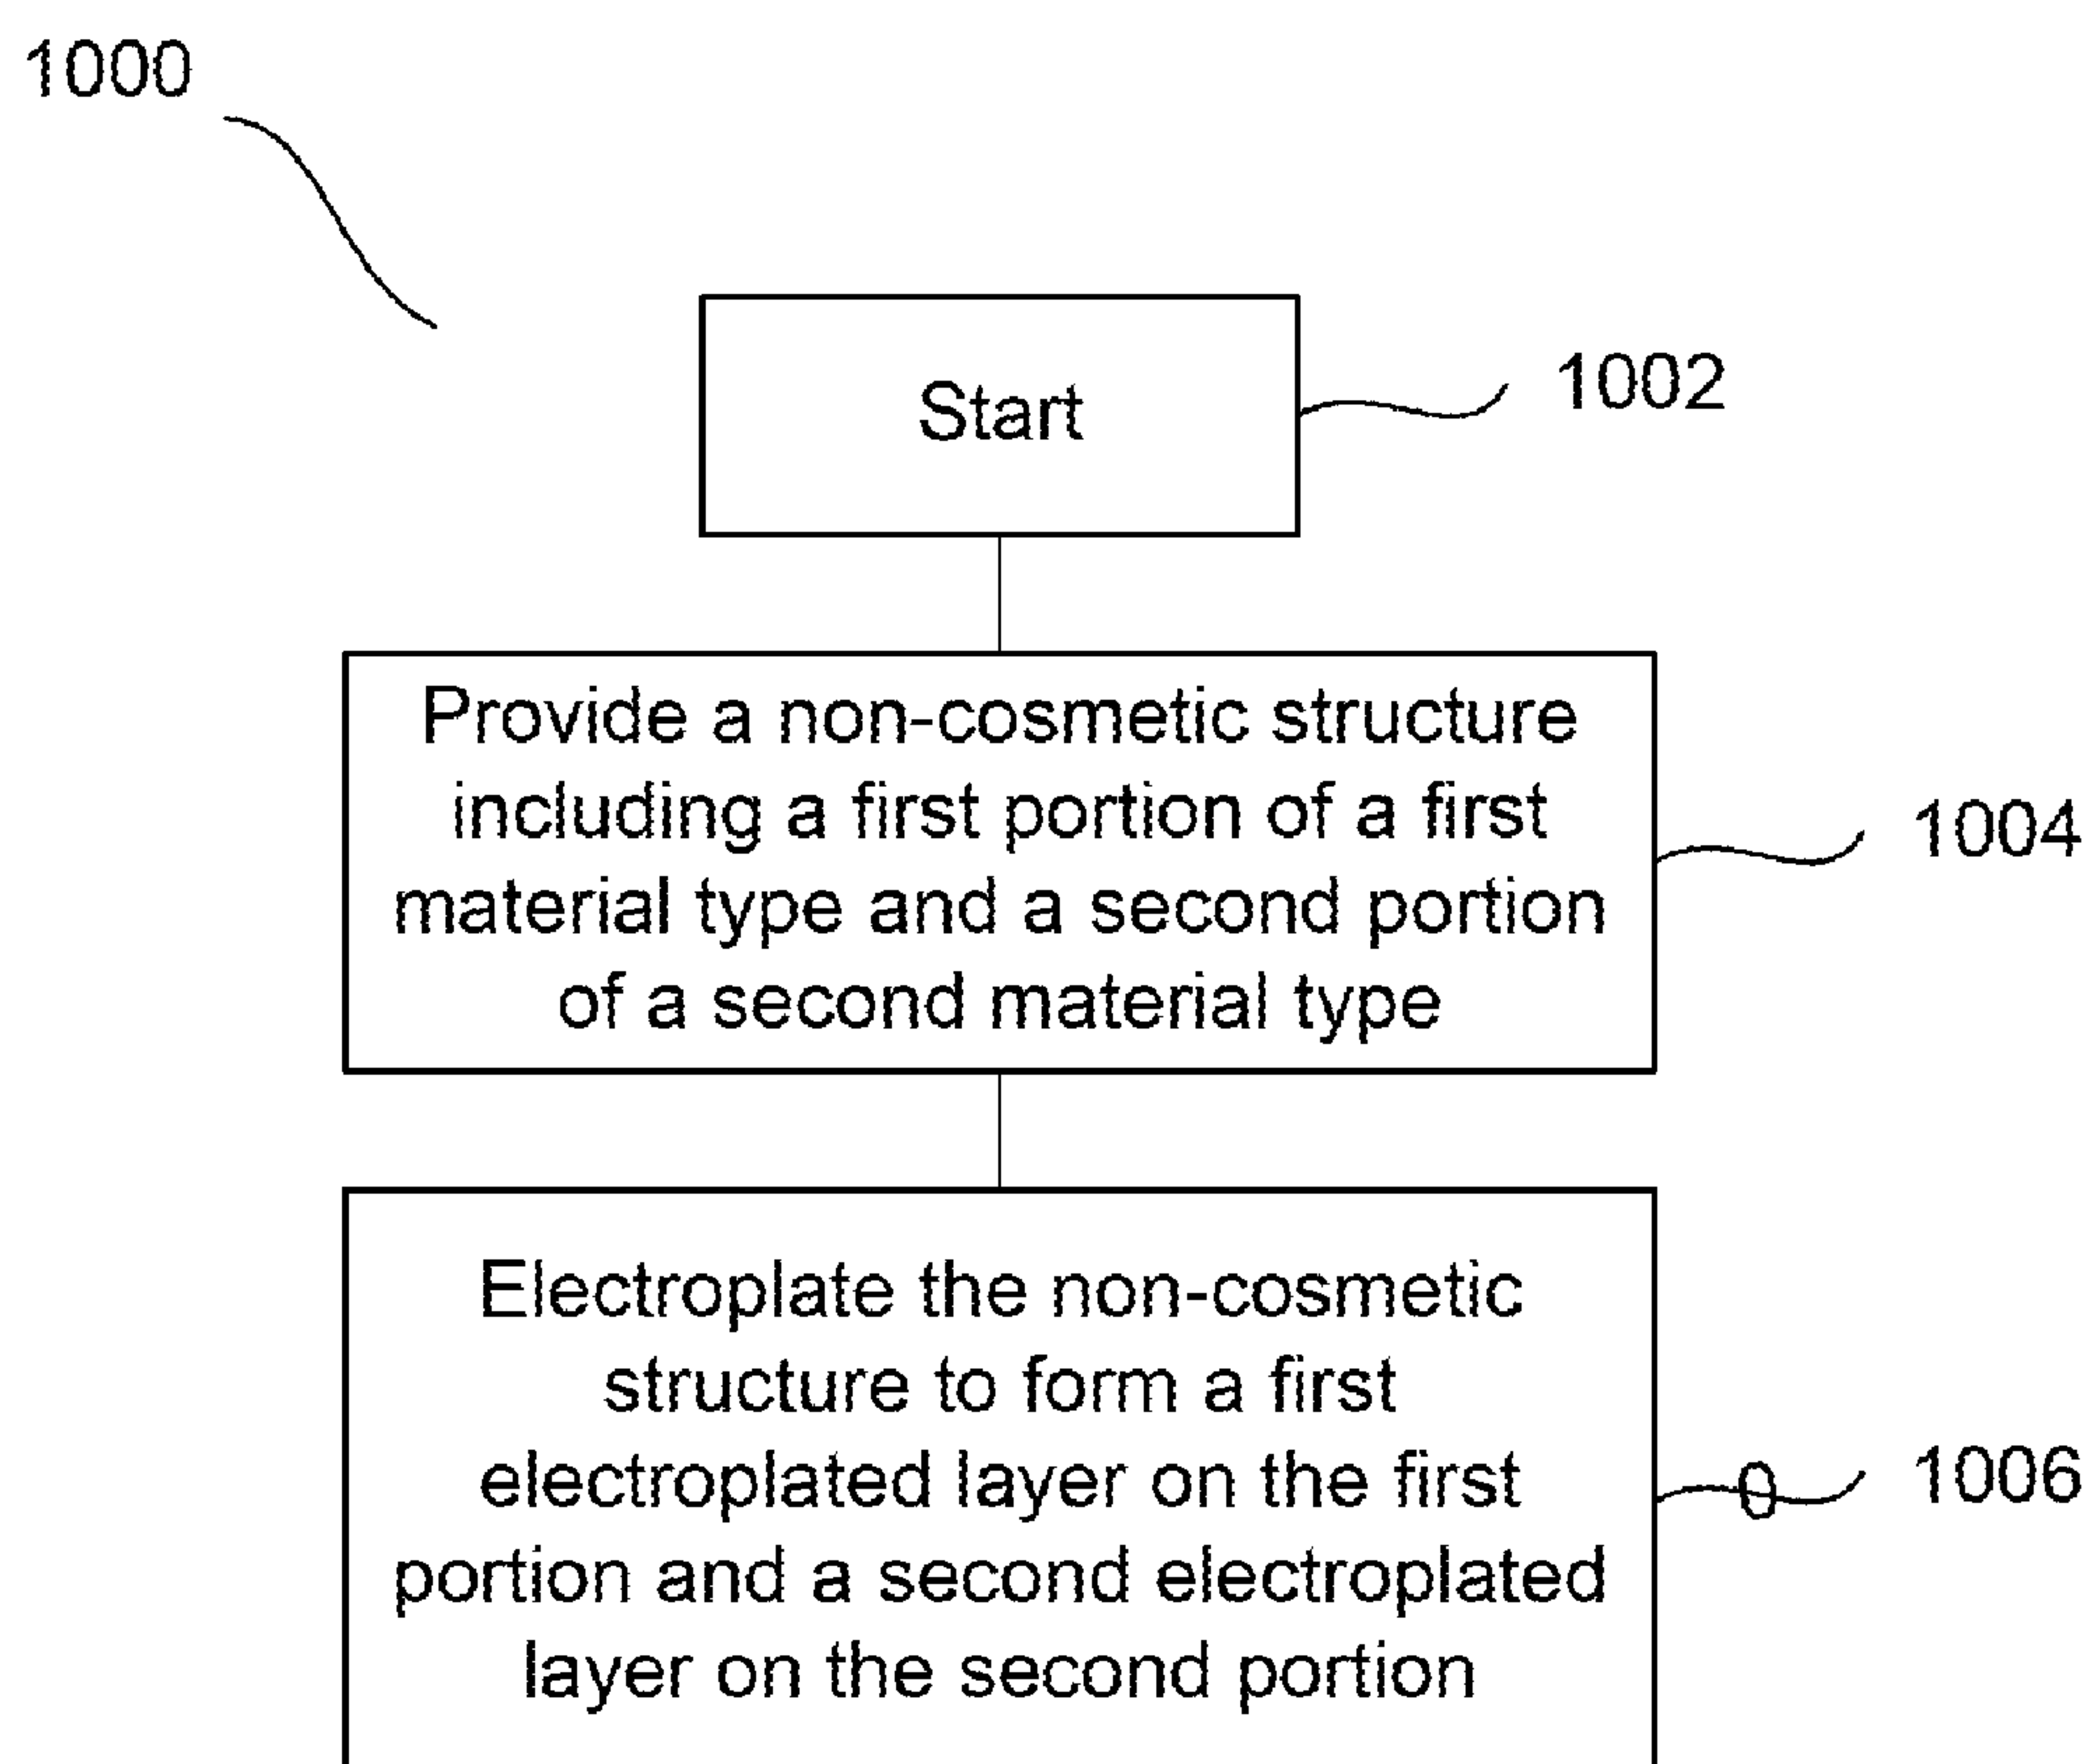 1000
Start
1002
Provide a non-cosmetic structure
including a first portion of a first
material type and a second portion
of a second material type
1004
Electroplate the non-cosmetic
structure to form a first
electroplated layer on the first
portion and a second electroplated
layer on the second portion
1006